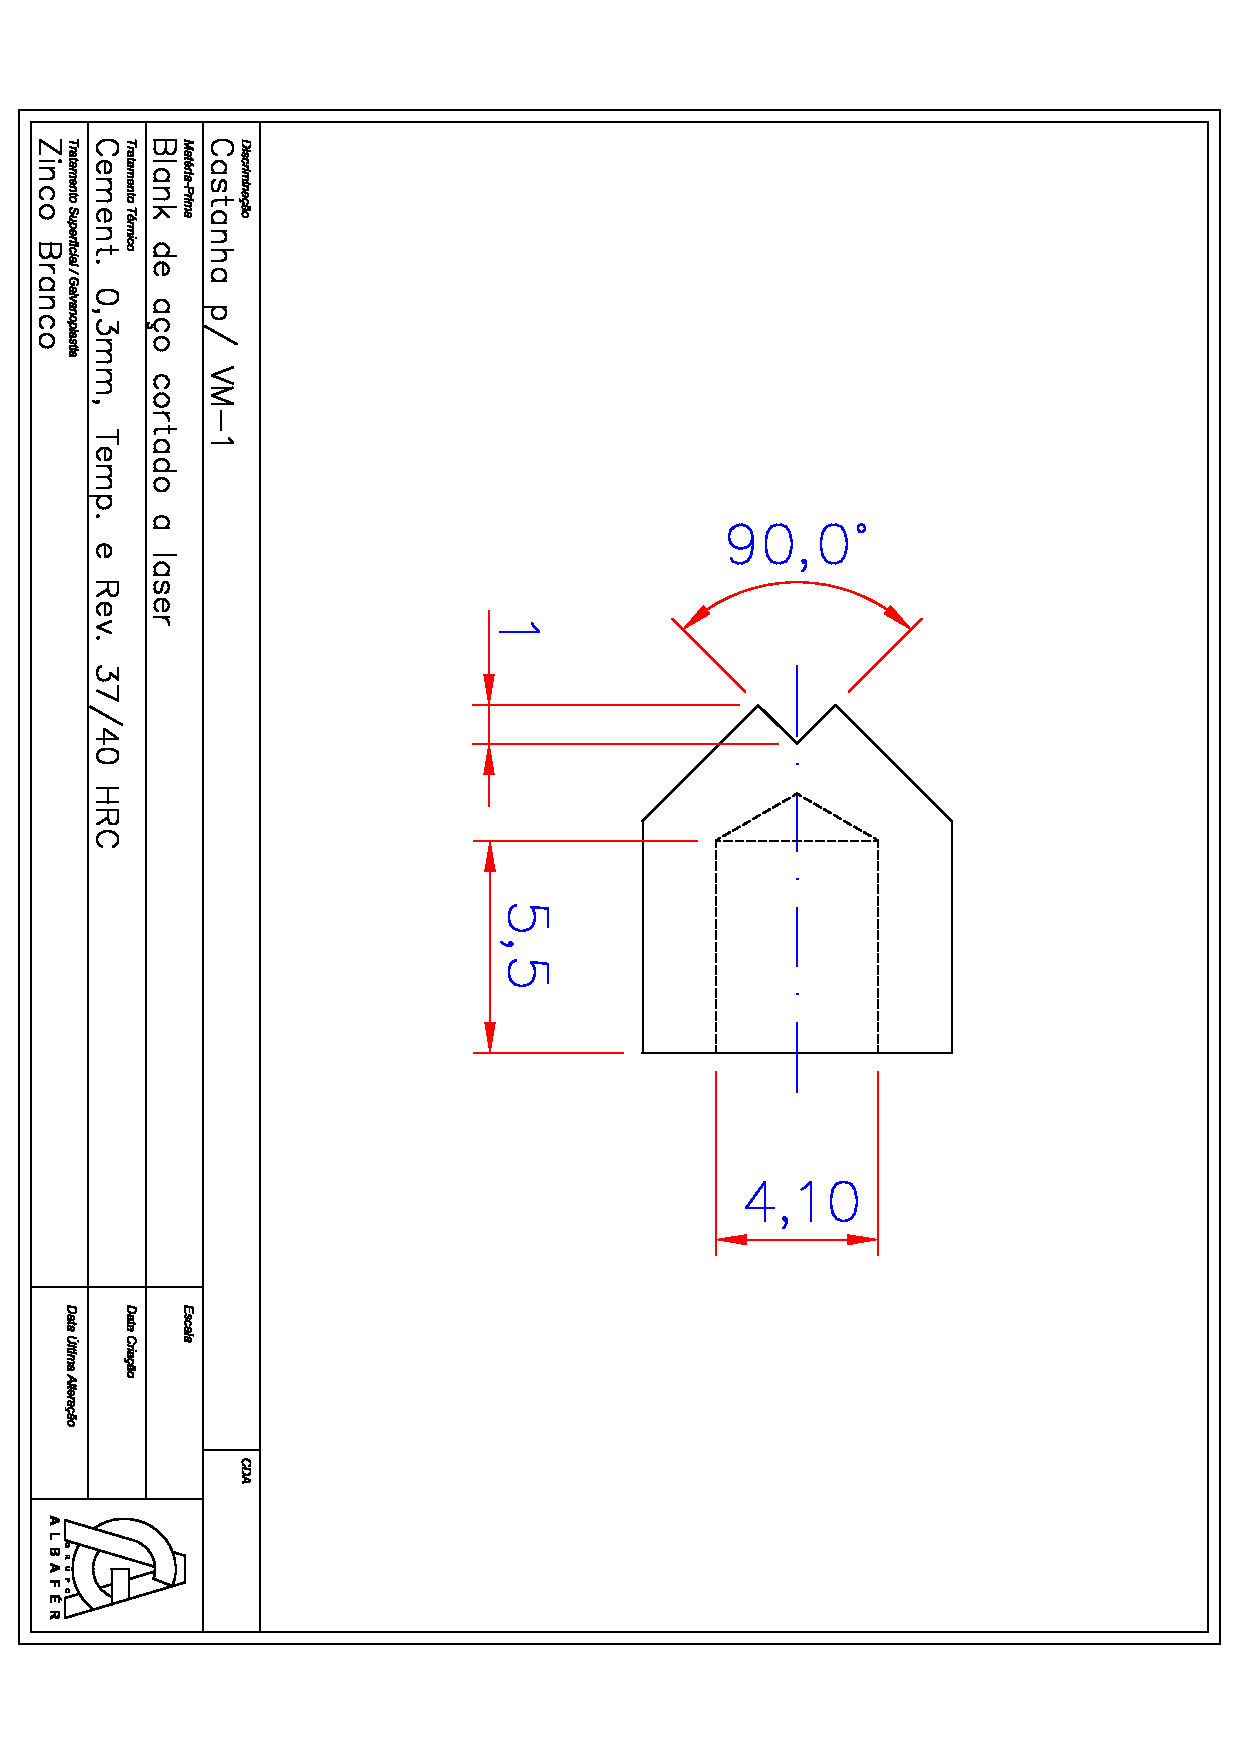 90,0°
1
5,5
4,10
Discriminação
Castanha p/ VM-1
CDA
Matéria-Prima
Blank de aço cortado a laser
Escala
Tratamento Térmico
Cement. 0,3mm, Temp. e Rev. 37/40 HRC
Data Criação
Tratamento Superficial / Galvanoplastia
Zinco Branco
Data Última Alteração
GRUPO
ALBAFÉR